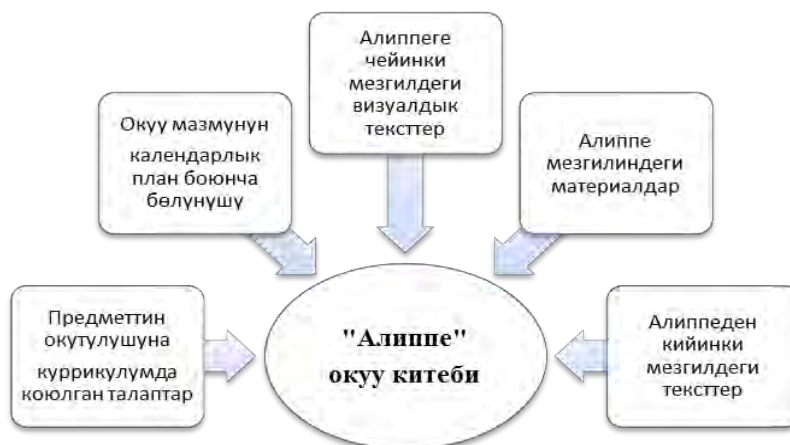 Алиппеге
чейинки
мезгилдеги
визуалдык
тексттер
Окуу мазмунун
календарлык
план боюнча
бөлүнүшү
Алиппе
мезгилиндеги
материалдар
Предметтин
окутулушуна
куррикулумда
коюлган талаптар
"Алиппе"
окуу китеби
Алиппеден
кийинки
мезгилдеги
тексттер